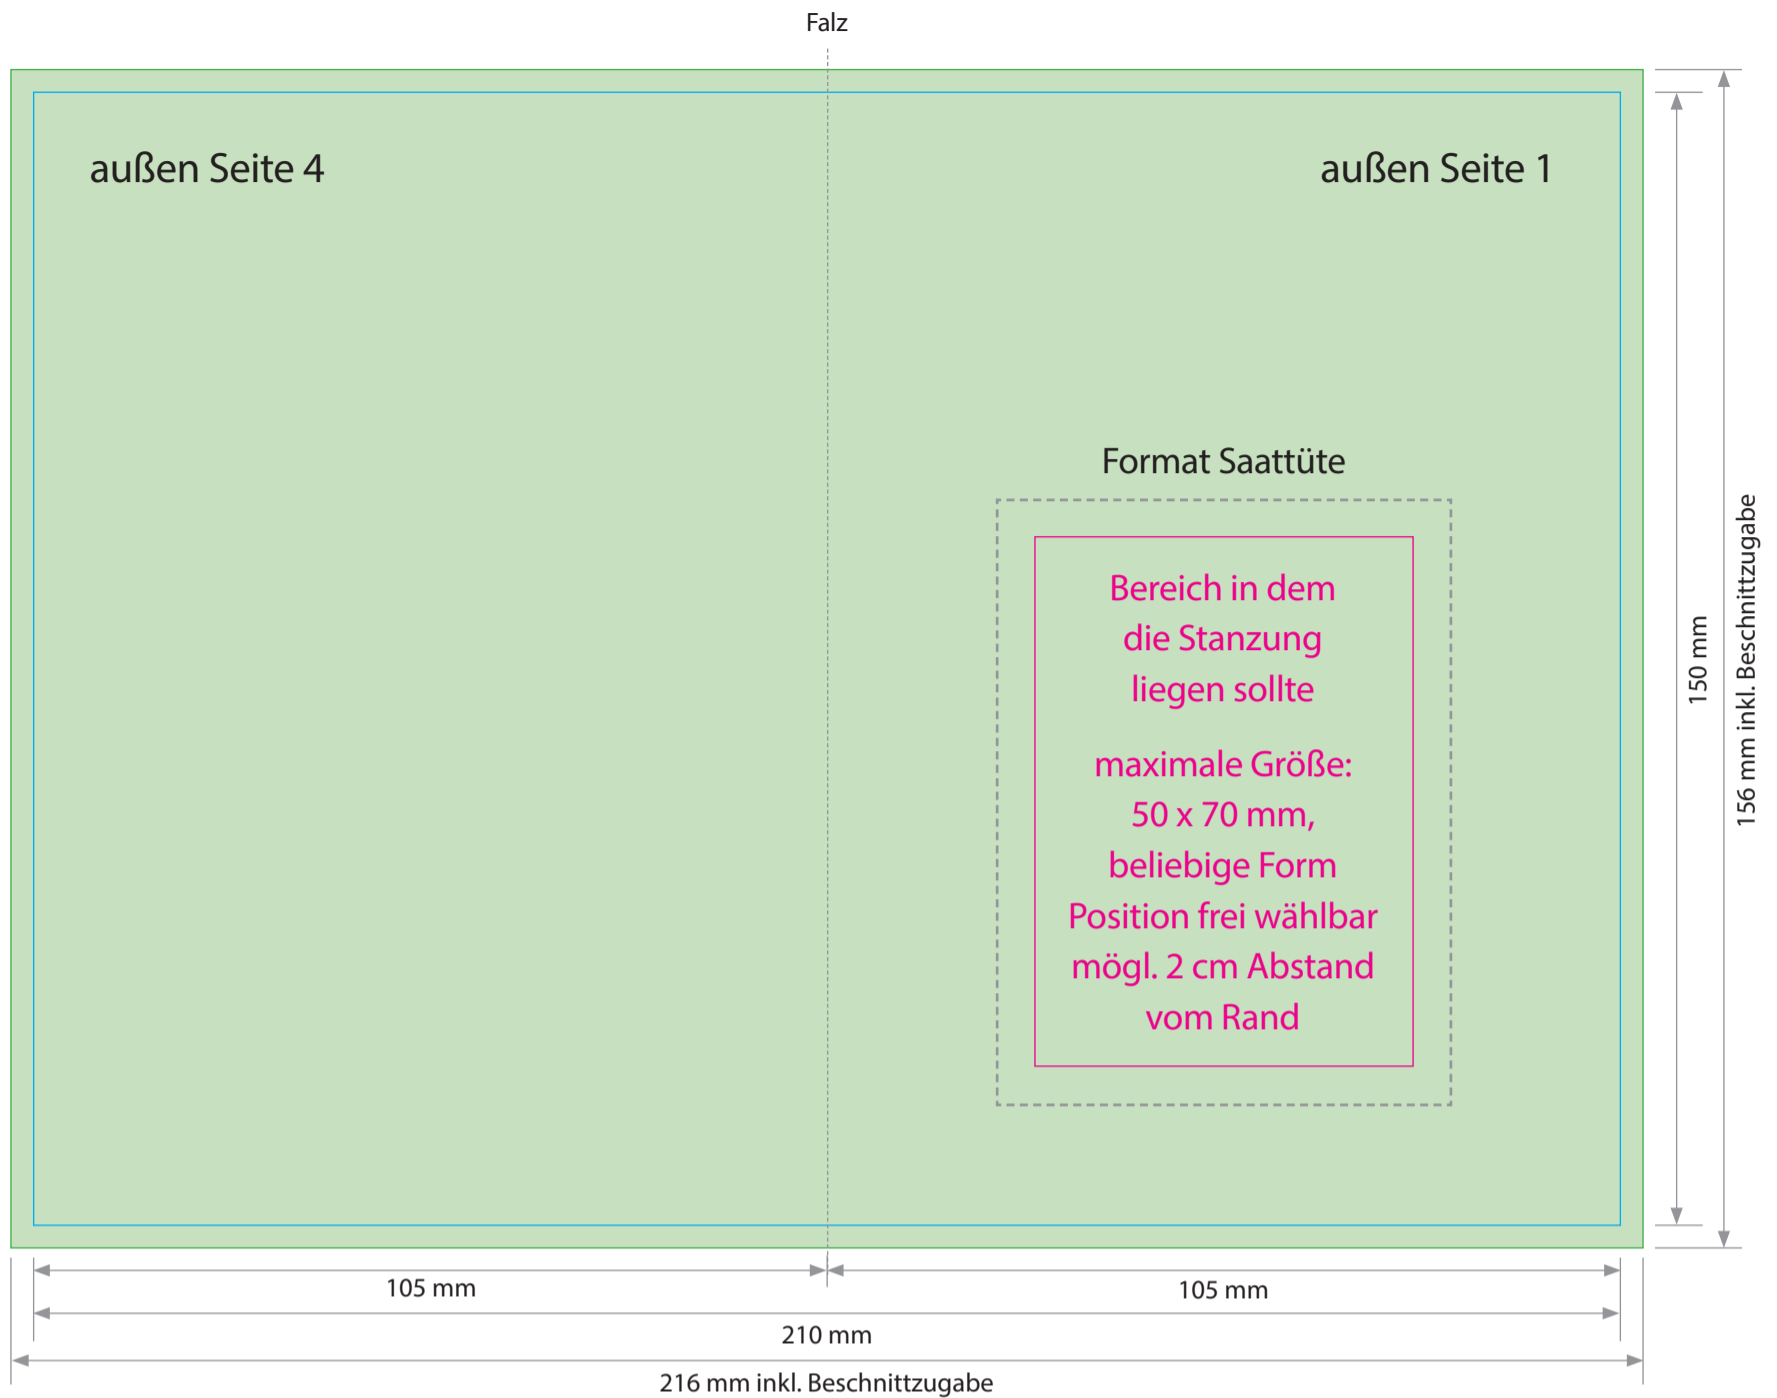 Falz
außen Seite 4
außen Seite 1
Format Saattüte
Bereich in dem
die Stanzung
liegen sollte
maximale Größe:
50 x 70 mm,
beliebige Form
Position frei wählbar
mögl. 2 cm Abstand
vom Rand
150 mm
156 mm inkl. Beschnittzugabe
105 mm
105 mm
210 mm
216 mm inkl. Beschnittzugabe